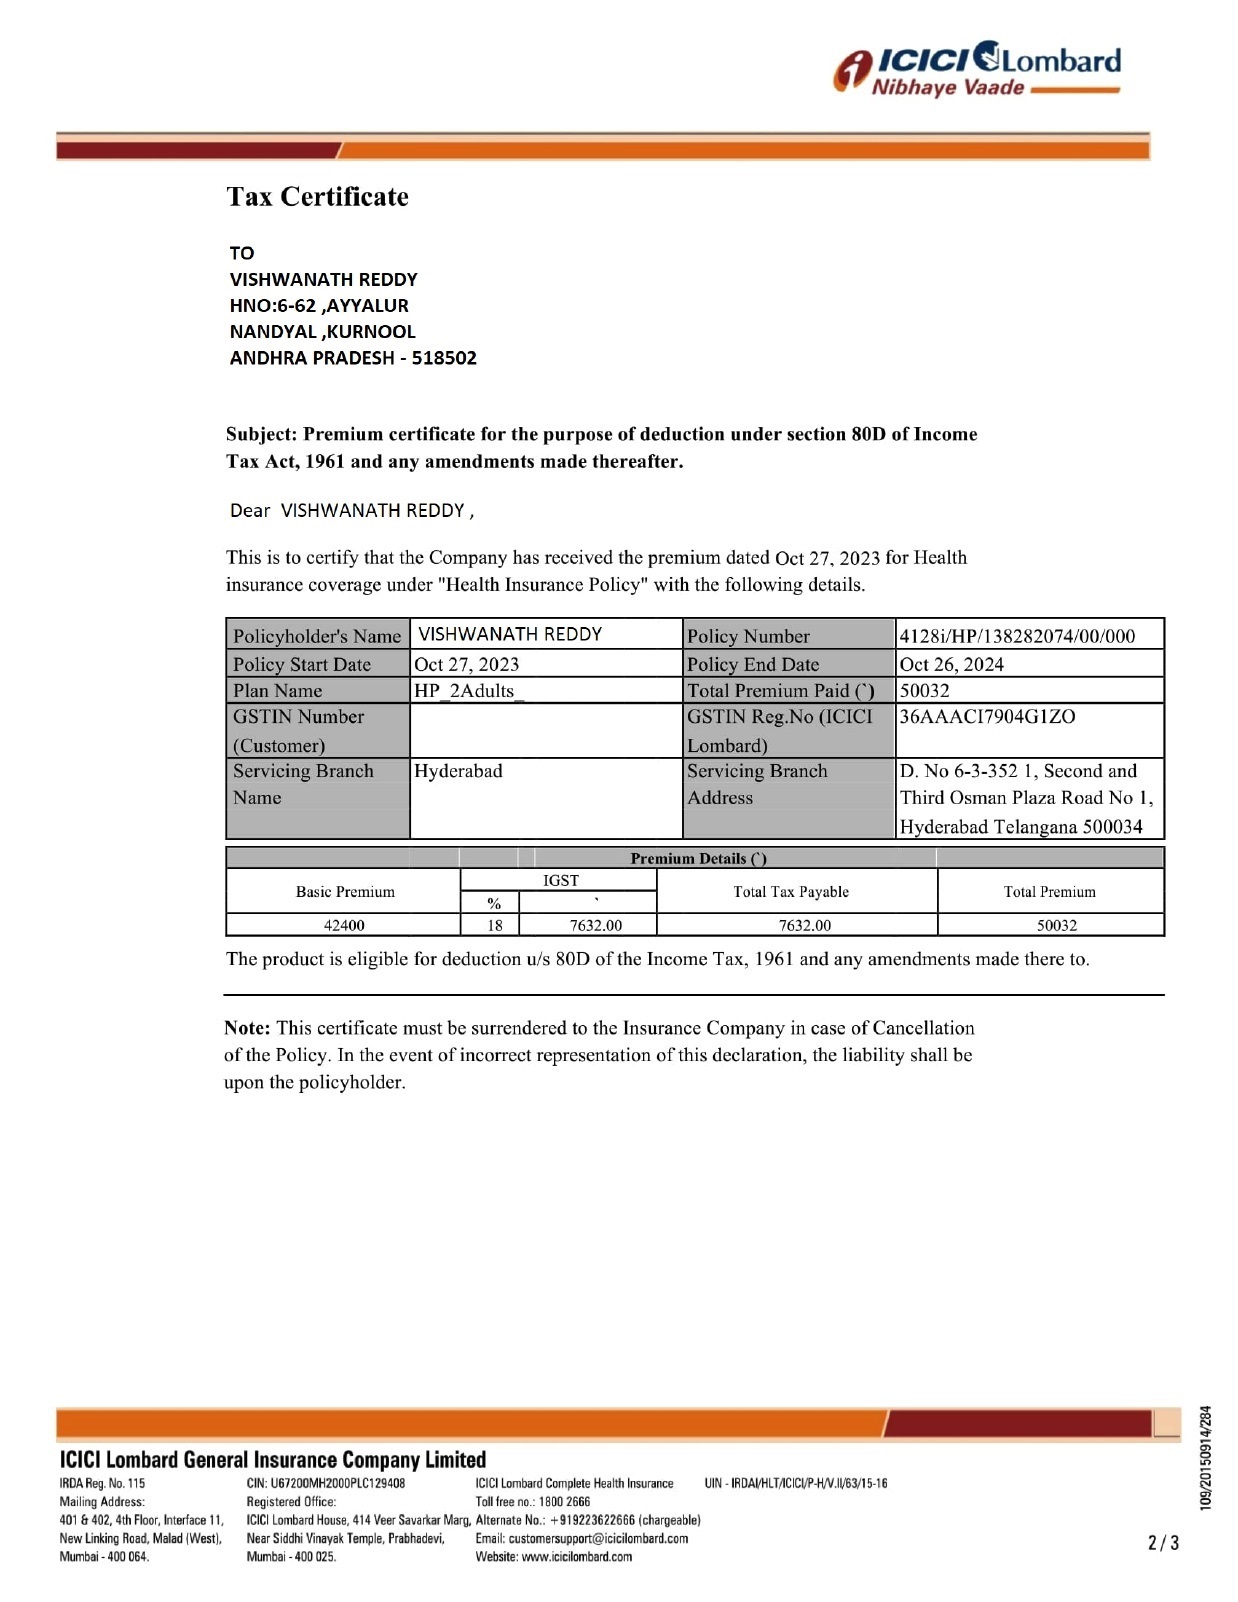 ICICI Lombard
Nibhaye Vaade
Tax Certificate
TO
VISHWANATH REDDY
HNO:6-62 ,AYYALUR
NANDYAL ,KURNOOL
ANDHRA PRADESH - 518502
Subject: Premium certificate for the purpose of deduction under section 80D of Income
Tax Act, 1961 and any amendments made thereafter.
Dear VISHWANATH REDDY ,
This is to certify that the Company has received the premium dated Oct 27, 2023 for Health
insurance coverage under "Health Insurance Policy" with the following details.
Policyholder's Name VISHWANATH REDDY Policy Number 4128i/HP/138282074/00/000
Policy Start Date Oct 27, 2023 Policy End Date Oct 26, 2024
Plan Name HP_2Adults_ Total Premium Paid (`) 50032
GSTIN Number GSTIN Reg.No (ICICI 36AAACI7904G1ZO
(Customer) Lombard)
Servicing Branch Hyderabad Servicing Branch D. No 6-3-352 1, Second and
Name Address Third Osman Plaza Road No 1,
Hyderabad Telangana 500034
Premium Details (`)
IGST
Basic Premium Total Tax Payable Total Premium
% `
42400 18 7632.00 7632.00 50032
The product is eligible for deduction u/s 80D of the Income Tax, 1961 and any amendments made there to.
Note: This certificate must be surrendered to the Insurance Company in case of Cancellation
of the Policy. In the event of incorrect representation of this declaration, the liability shall be
upon the policyholder.
109/20150914/284
ICICI Lombard General Insurance Company Limited
IRDA Reg. No. 115 CIN: U67200MH2000PLC129408 ICICI Lombard Complete Health Insurance UIN - IRDAI/HLT/ICICI/P-H/V.II/63/15-16
Mailing Address: Registered Office: Toll free no.: 1800 2666
401 & 402, 4th Floor, Interface 11, ICICI Lombard House, 414 Veer Savarkar Marg, Alternate No.: +919223622666 (chargeable)
New Linking Road, Malad (West), Near Siddhi Vinayak Temple, Prabhadevi, Email: customersupport@icicilombard.com
Mumbai - 400 064. Mumbai - 400 025. Website: www.icicilombard.com
2 / 3